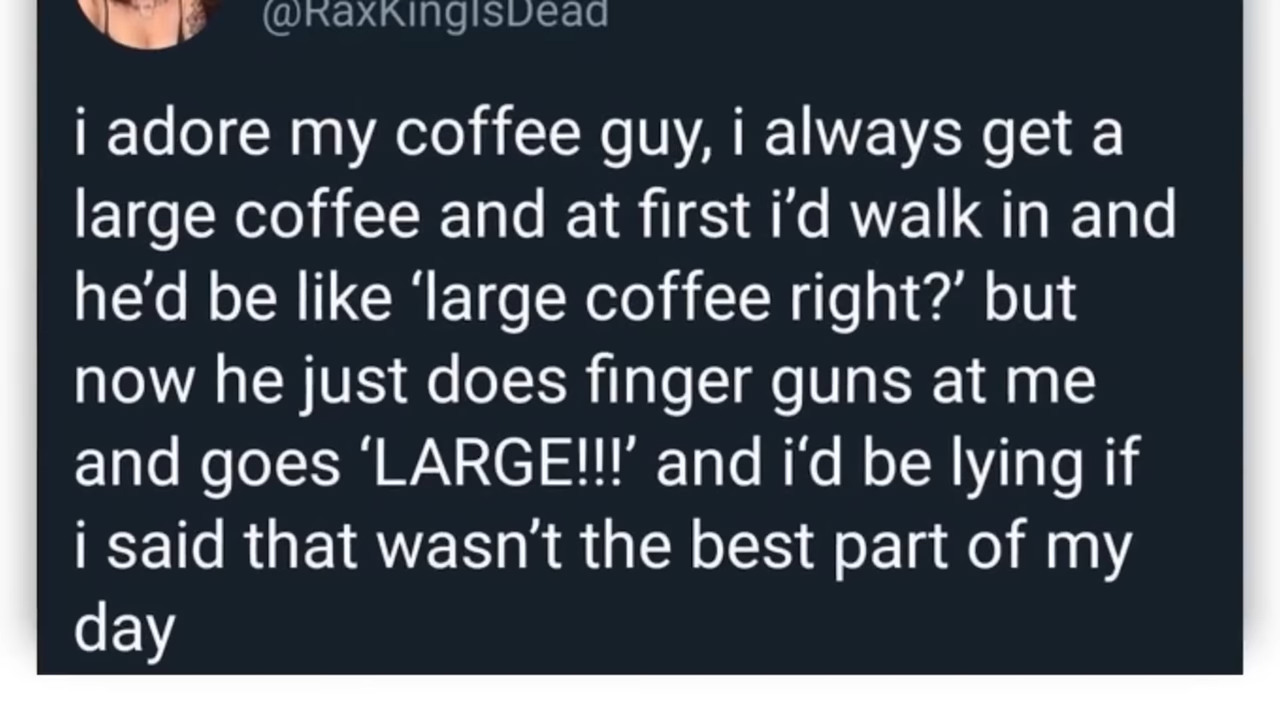 @RaxKingIsDead
i adore my coffee guy, i always get a
large coffee and at first i’d walk in and
he’d be like ‘large coffee right?’ but
now he just does finger guns at me
and goes ‘LARGE!!!’ and i‘d be lying if
i said that wasn’t the best part of my
day